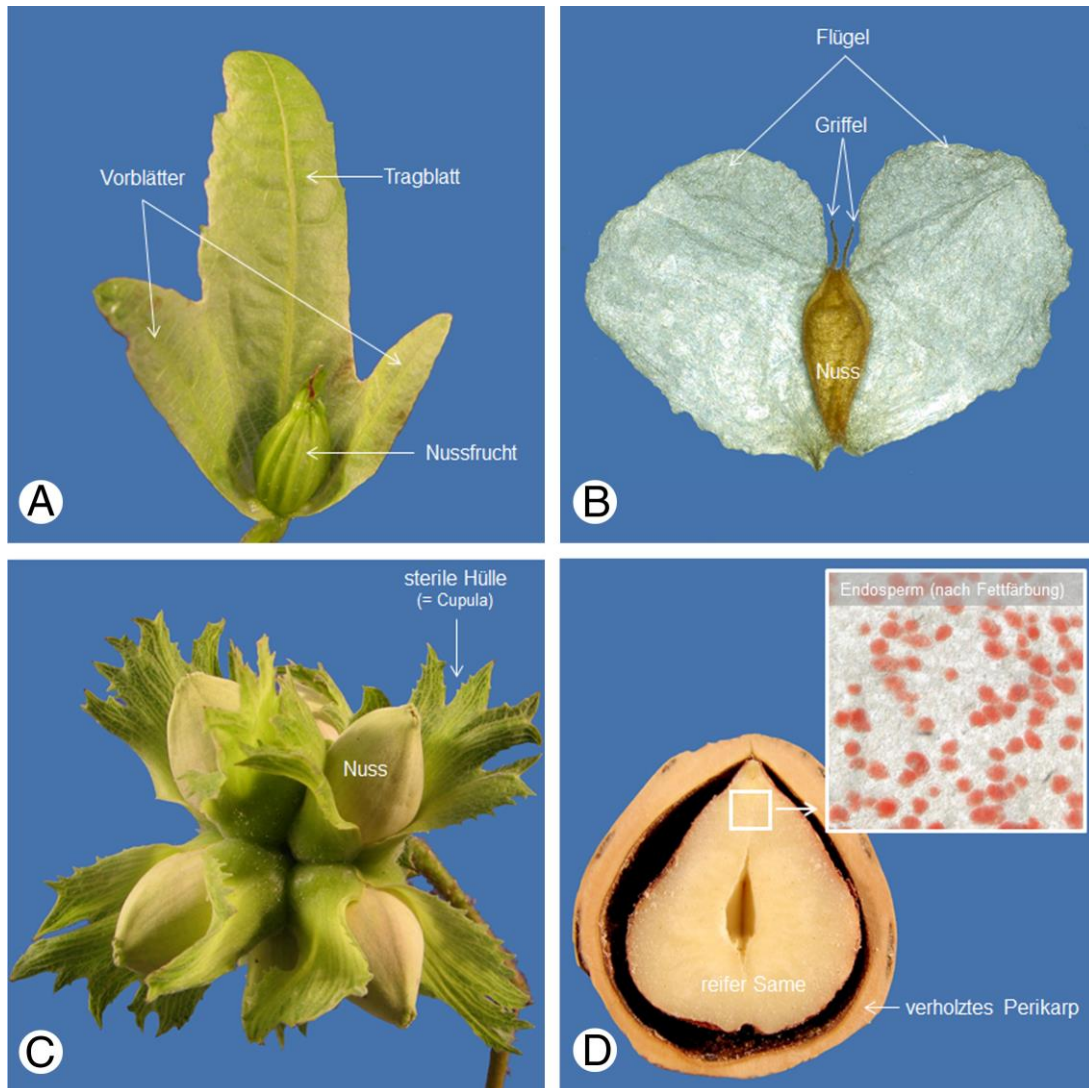 Vorblätter
Tragblatt
Nussfrucht
A
Flügel
Griffel
Nuss
B
sterile Hülle
(= Cupula)
Nuss
C
Endosperm (nach Fettfärbung)
reifer Same
verholztes Perikarp
D